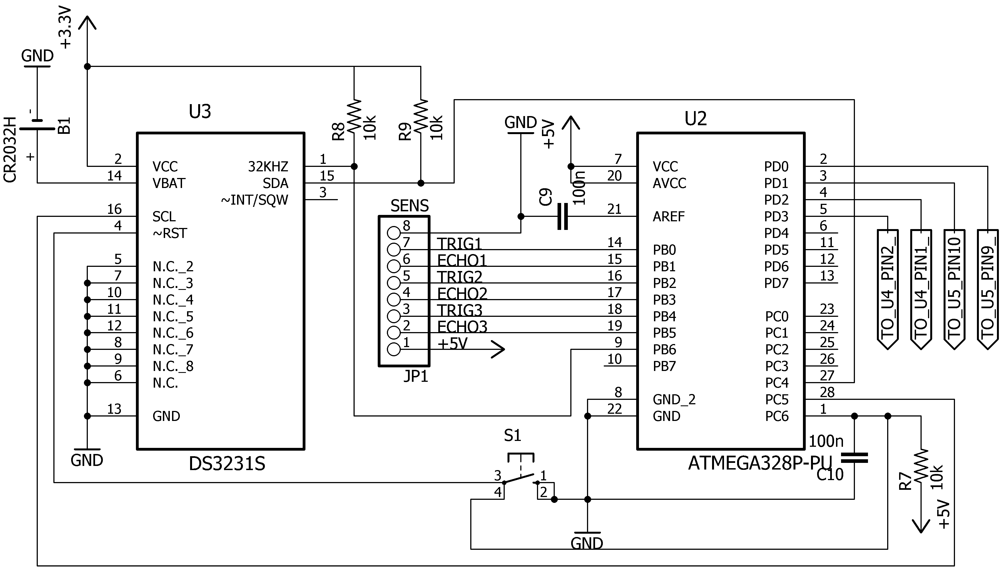 +3.3V
GND
-
CR2032H
B1
+
U3
2
VCC
14
VBAT
16
SCL
4
~RST
5
N.C._2
7
N.C._3
10
N.C._4
11
N.C._5
12
N.C._6
8
N.C._7
9
N.C._8
6
N.C.
13
GND
32KHZ
1
SDA
15
~INT/SQW
3
DS3231S
GND
R8
10k
R9
10k
SENS
8
7
TRIG1
6
ECHO1
5
TRIG2
4
ECHO2
3
TRIG3
2
ECHO3
1
+5V
JP1
GND
+5V
C9
100n
U2
7
VCC
20
AVCC
21
AREF
14
PB0
15
PB1
16
PB2
17
PB3
18
PB4
19
PB5
9
PB6
10
PB7
8
GND_2
22
GND
PD0
2
PD1
3
PD2
4
PD3
5
PD4
6
PD5
11
PD6
12
PD7
13
PC0
23
PC1
24
PC2
25
PC3
26
PC4
27
PC5
28
PC6
1
ATMEGA328P-PU
TO_U4_PIN2_
TO_U4_PIN1_
TO_U5_PIN10
TO_U5_PIN9_
S1
3
1
4
2
GND
100n
C10
R7
10k
+5V